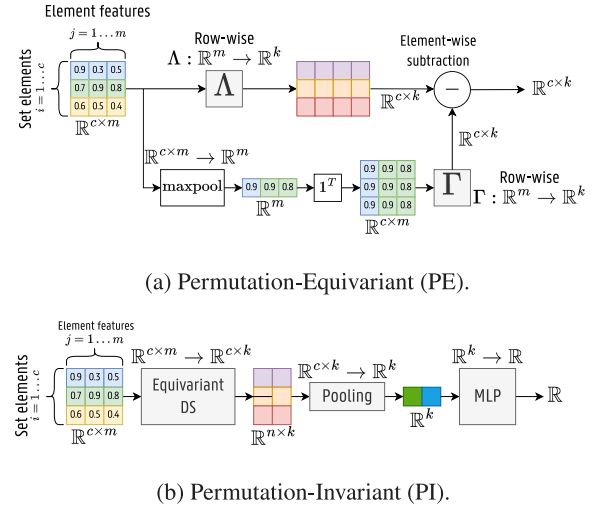 Element features
j = 1 … m
Set elements
i = 1 … c
0.9 0.3 0.5
0.7 0.9 0.8
0.6 0.5 0.4
ℝ^{c×m}
Row-wise
Λ : ℝ^m → ℝ^k
Λ
ℝ^{c×k}
Element-wise
subtraction
−
ℝ^{c×k}
ℝ^{c×k}
ℝ^{c×m} → ℝ^m
maxpool
0.9 0.9 0.8
ℝ^m
1^T
0.9 0.9 0.8
0.9 0.9 0.8
0.9 0.9 0.8
ℝ^{c×m}
Γ
Row-wise
Γ : ℝ^m → ℝ^k
(a) Permutation-Equivariant (PE).
Element features
j = 1 … m
Set elements
i = 1 … c
0.9 0.3 0.5
0.7 0.9 0.8
0.6 0.5 0.4
ℝ^{c×m}
ℝ^{c×m} → ℝ^{c×k}
Equivariant
DS
ℝ^{n×k}
ℝ^{c×k} → ℝ^k
Pooling
ℝ^k
ℝ^k → ℝ
MLP
ℝ
(b) Permutation-Invariant (PI).